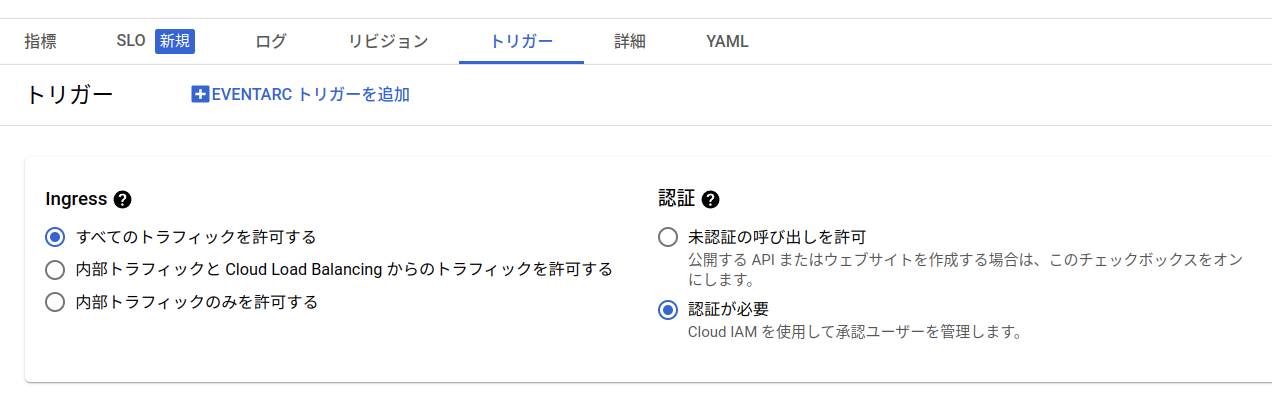 指標 SLO 新規 ログ リビジョン トリガー 詳細 YAML
トリガー EVENTARC トリガーを追加
Ingress
すべてのトラフィックを許可する
内部トラフィックと Cloud Load Balancing からのトラフィックを許可する
内部トラフィックのみを許可する
認証
未認証の呼び出しを許可
公開する API またはウェブサイトを作成する場合は、このチェックボックスをオン
にします。
認証が必要
Cloud IAM を使用して承認ユーザーを管理します。